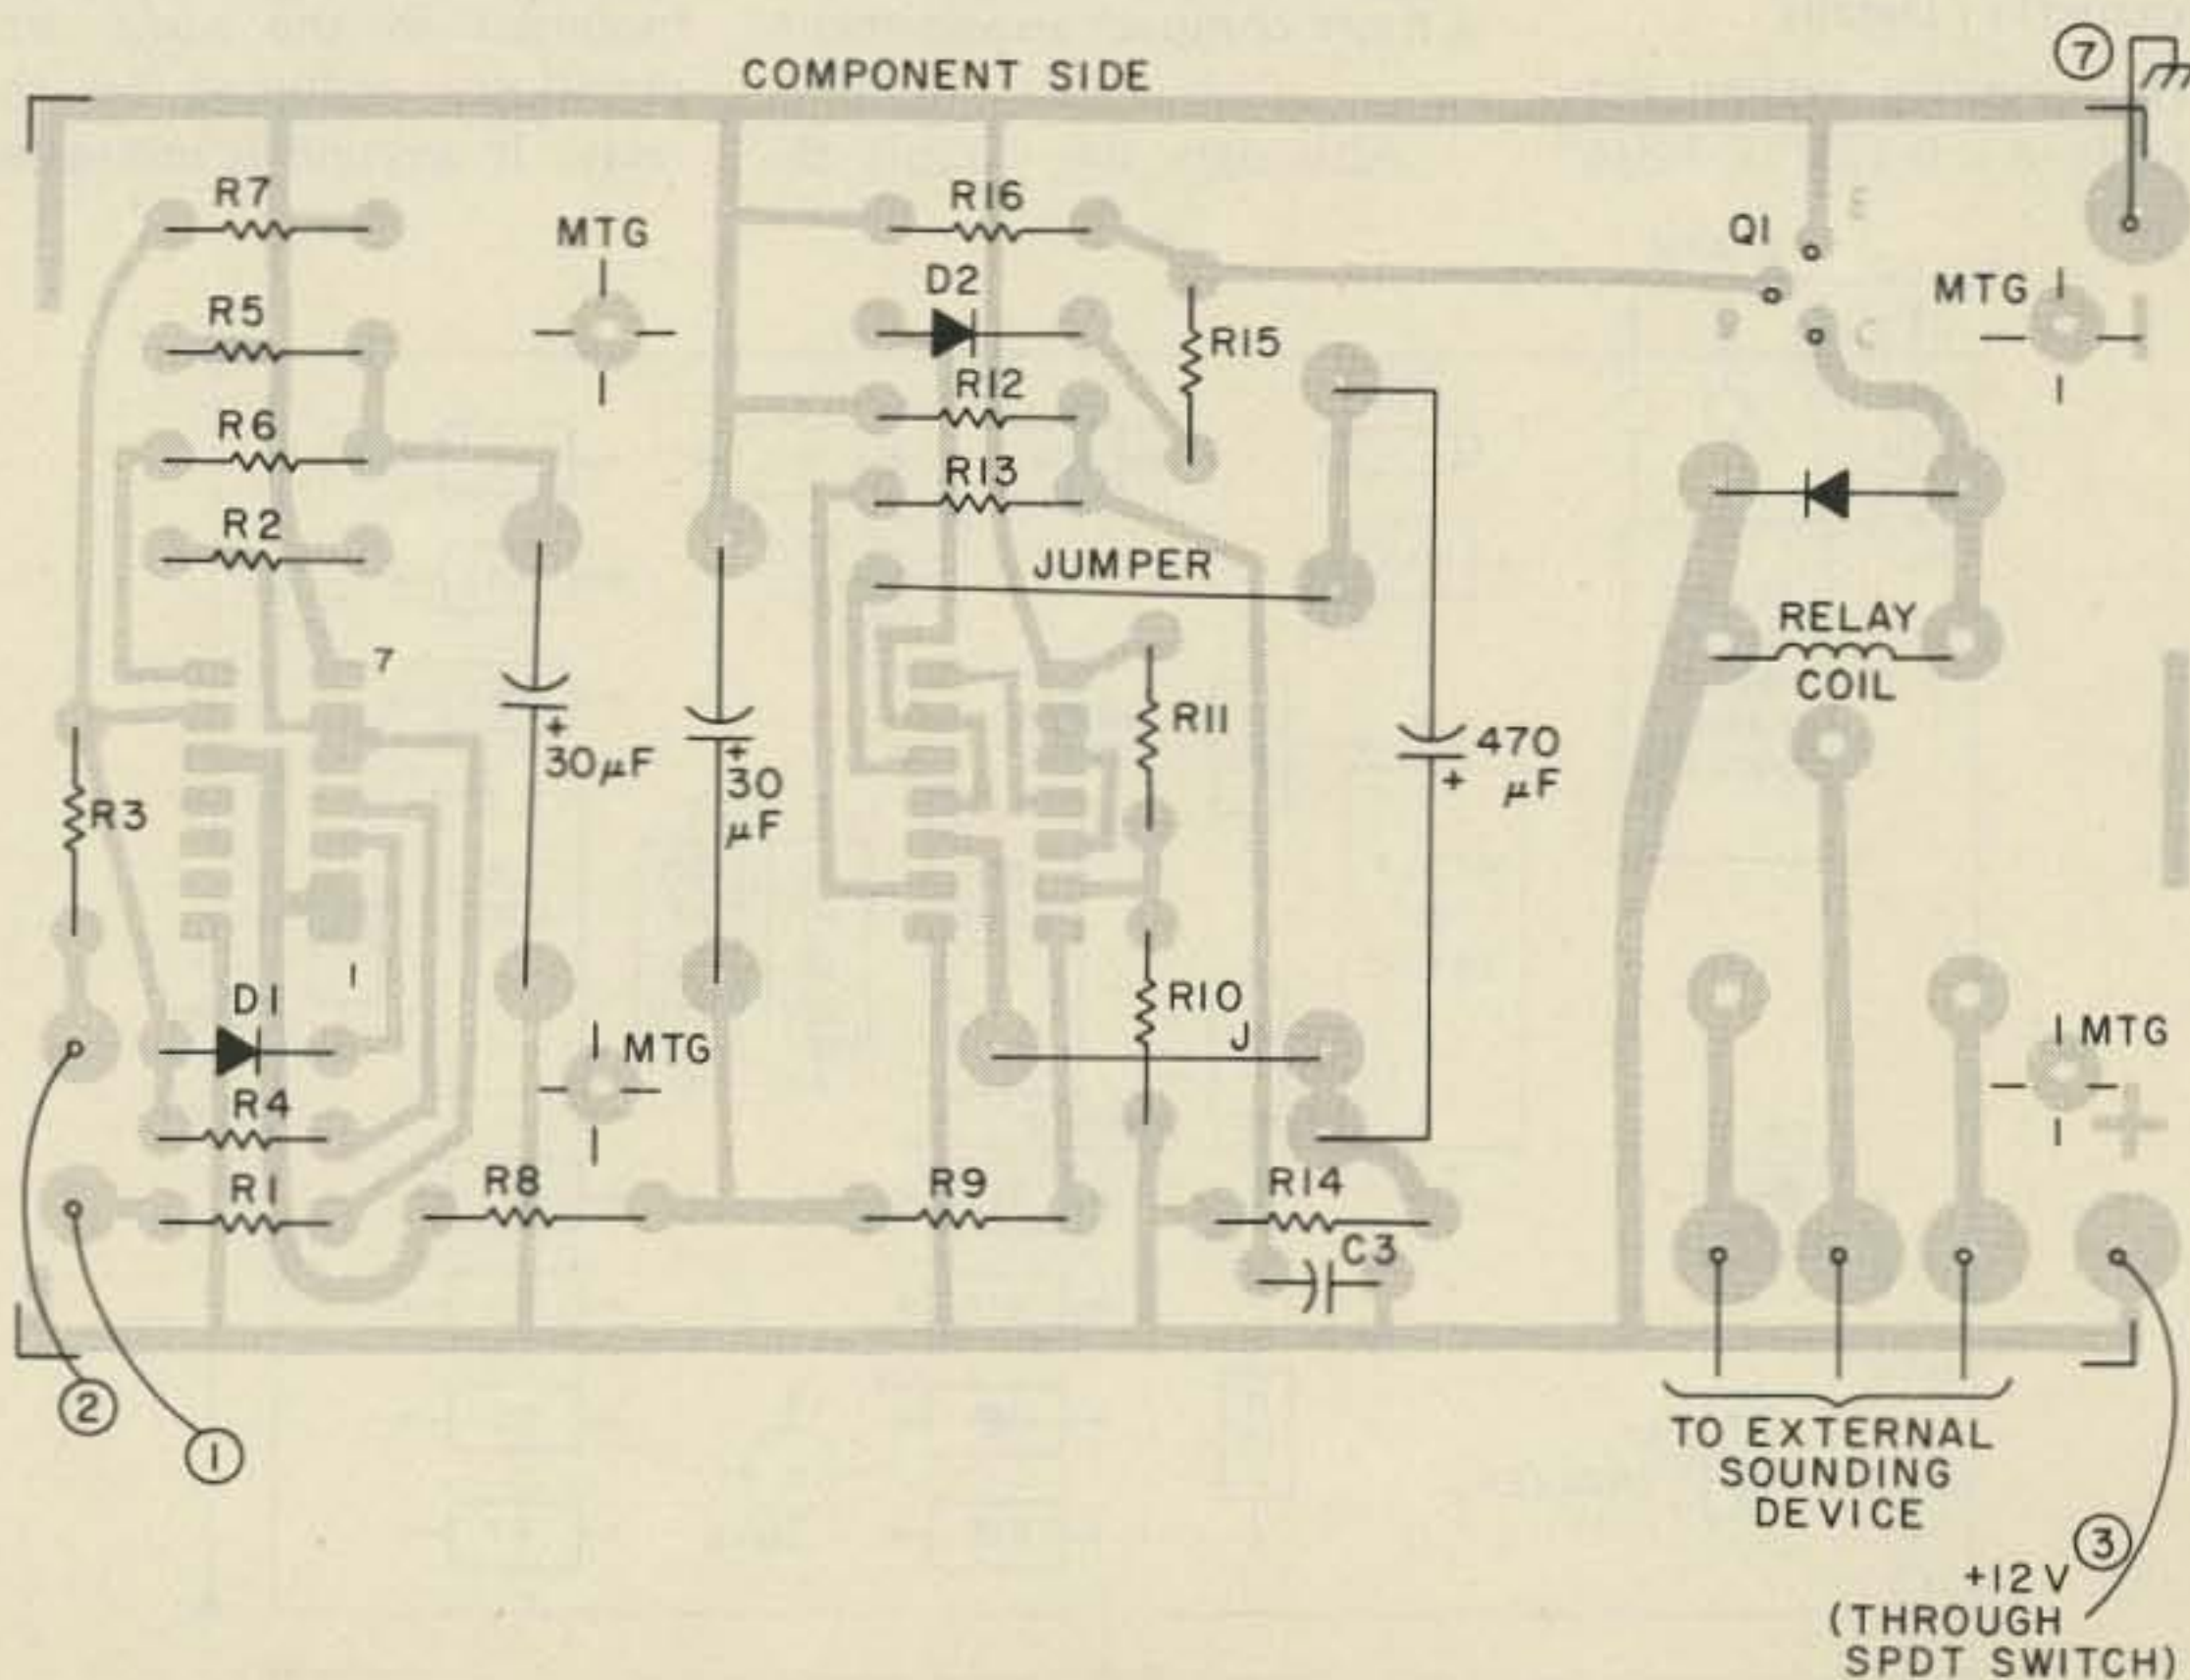 COMPONENT SIDE
7
R7
R16
MTG
Q1
E
D2
MTG
R5
R15
C
R12
R6
R13
R2
JUMPER
RELAY
COIL
7
R11
+
30µF
+
30
µF
470
µF
+
R3
1
D1
R10
J
MTG
MTG
+
R4
R1
R8
R9
R14
C3
2
1
TO EXTERNAL
SOUNDING
DEVICE
3
+12V
(THROUGH
SPDT SWITCH)